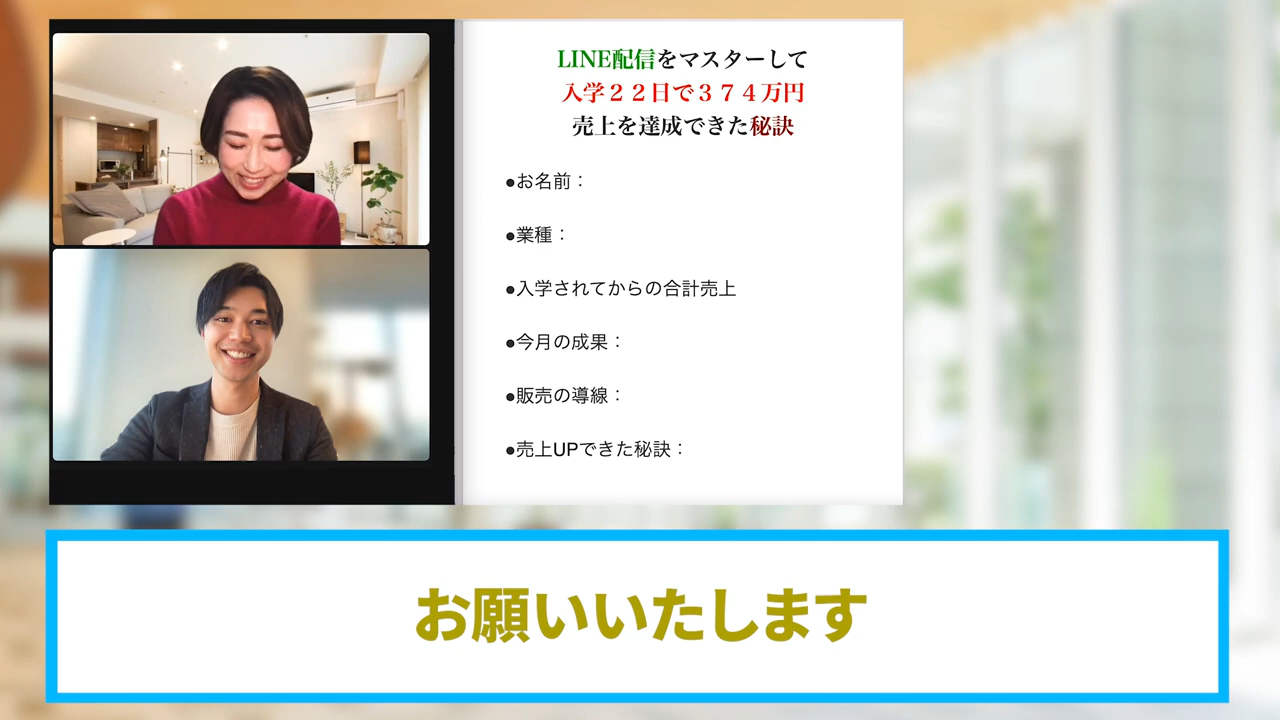 LINE配信をマスターして
入学２２日で３７４万円
売上を達成できた秘訣
●お名前：
●業種：
●入学されてからの合計売上
●今月の成果：
●販売の導線：
●売上UPできた秘訣：
お願いいたします